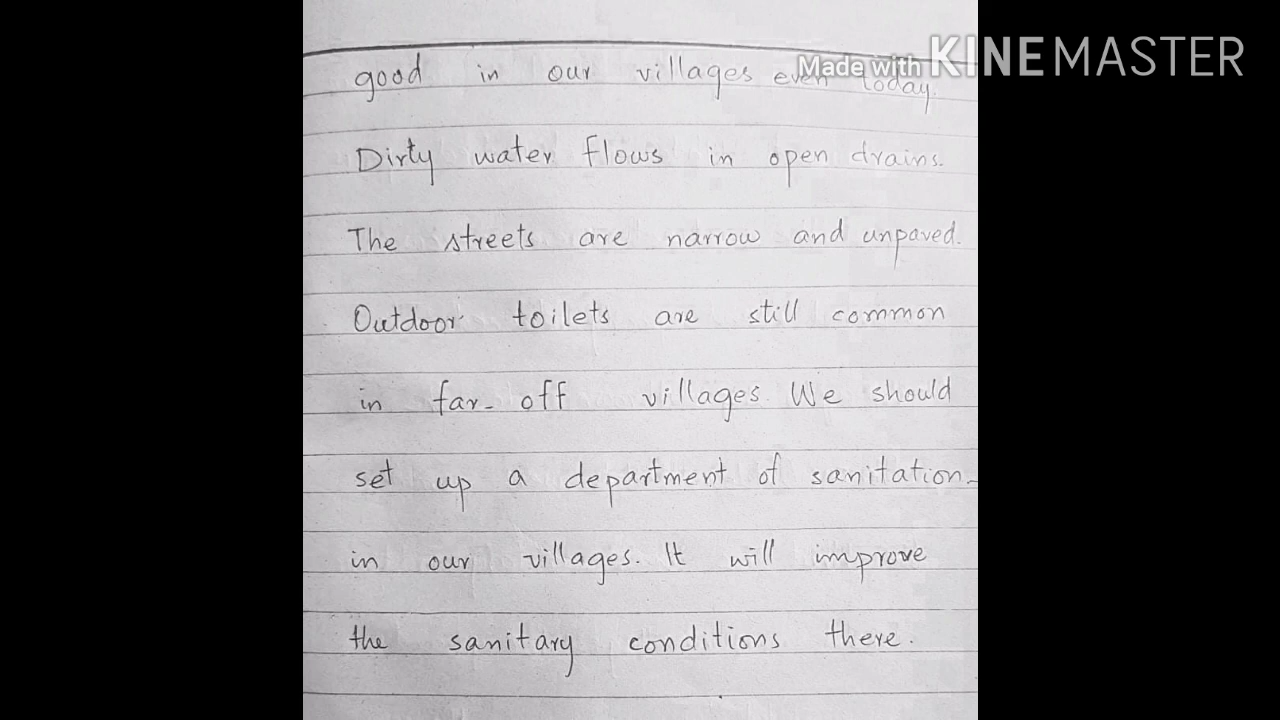 Made with KINEMASTER
good in our villages even today.
Dirty water flows in open drains.
The streets are narrow and unpaved.
Outdoor toilets are still common
in far-off villages. We should
set up a department of sanitation
in our villages. It will improve
the sanitary conditions there.